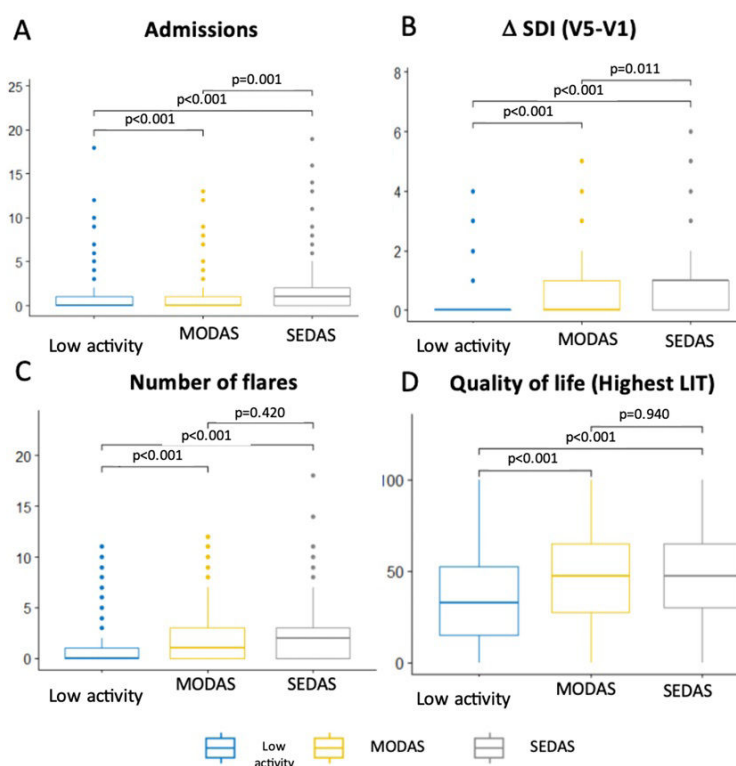 A
Admissions
p=0.001
p<0.001
p<0.001
25
20
15
10
5
0
Low activity
MODAS
SEDAS
B
Δ SDI (V5-V1)
p=0.011
p<0.001
p<0.001
8
6
4
2
0
Low activity
MODAS
SEDAS
C
Number of flares
p=0.420
p<0.001
p<0.001
20
15
10
5
0
Low activity
MODAS
SEDAS
D
Quality of life (Highest LIT)
p=0.940
p<0.001
p<0.001
100
50
0
Low activity
MODAS
SEDAS
Low
activity
MODAS
SEDAS